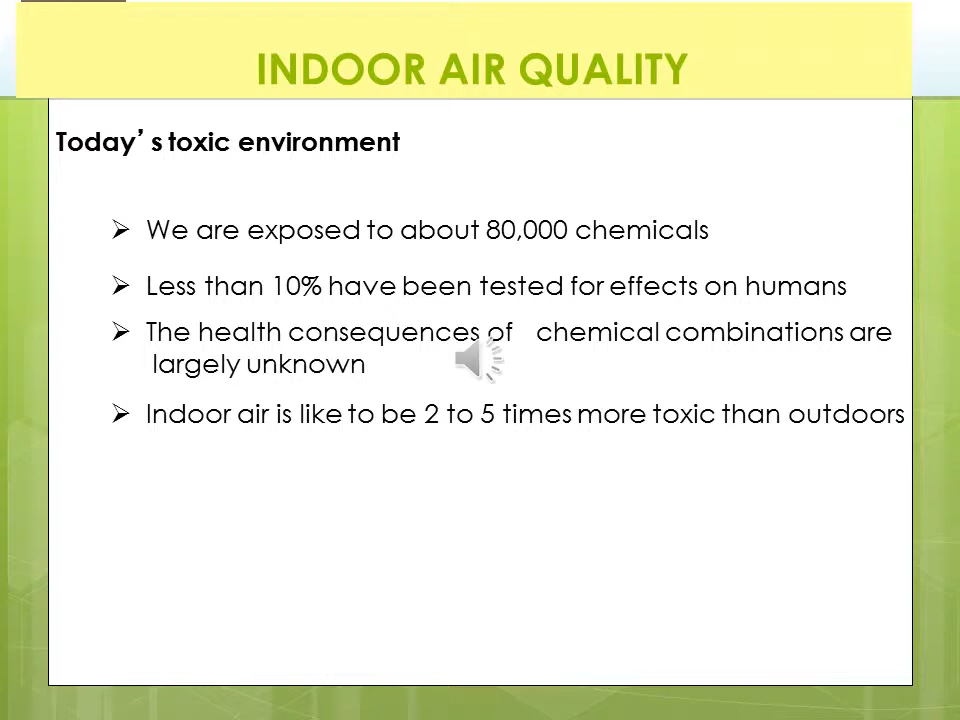 INDOOR AIR QUALITY
Today's toxic environment
➢ We are exposed to about 80,000 chemicals
➢ Less than 10% have been tested for effects on humans
➢ The health consequences of chemical combinations are
largely unknown
➢ Indoor air is like to be 2 to 5 times more toxic than outdoors